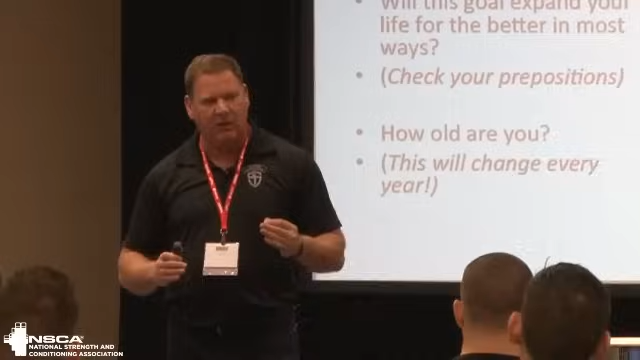 • Will this goal expand your
life for the better in most
ways?
• (Check your prepositions)
• How old are you?
• (This will change every
year!)
NSCA
NATIONAL STRENGTH AND
CONDITIONING ASSOCIATION